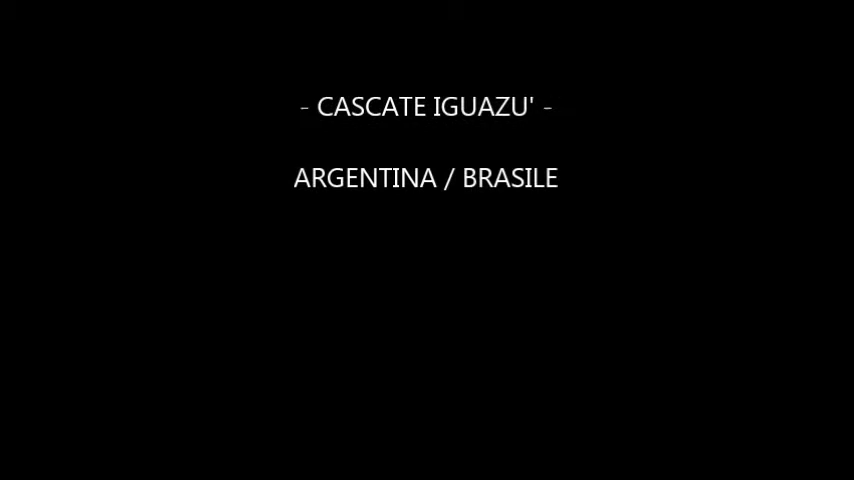 - CASCATE IGUAZU' -
ARGENTINA / BRASILE